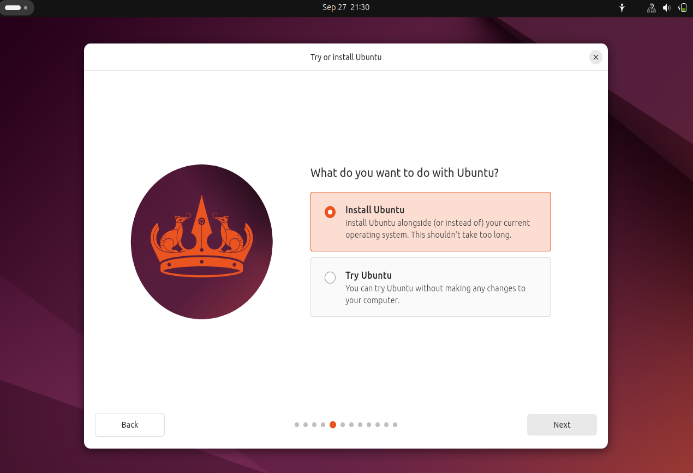 Sep 27 21:30
Try or install Ubuntu
What do you want to do with Ubuntu?
Install Ubuntu
Install Ubuntu alongside (or instead of) your current
operating system. This shouldn't take too long.
Try Ubuntu
You can try Ubuntu without making any changes to
your computer.
Back
Next